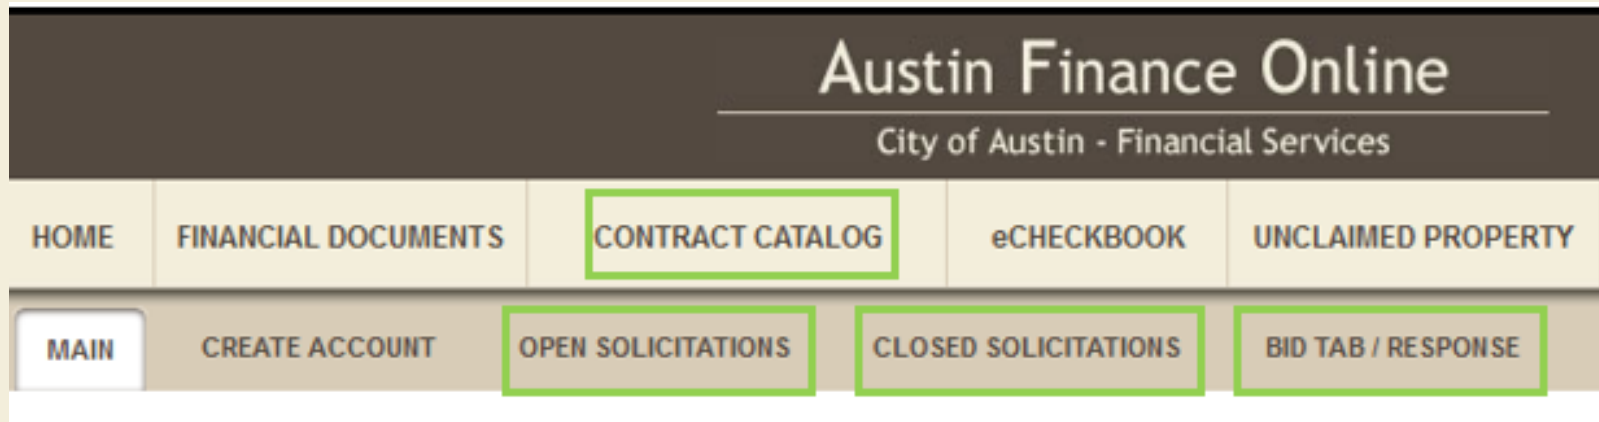 Austin Finance Online
City of Austin - Financial Services
HOME FINANCIAL DOCUMENTS CONTRACT CATALOG eCHECKBOOK UNCLAIMED PROPERTY
MAIN CREATE ACCOUNT OPEN SOLICITATIONS CLOSED SOLICITATIONS BID TAB / RESPONSE